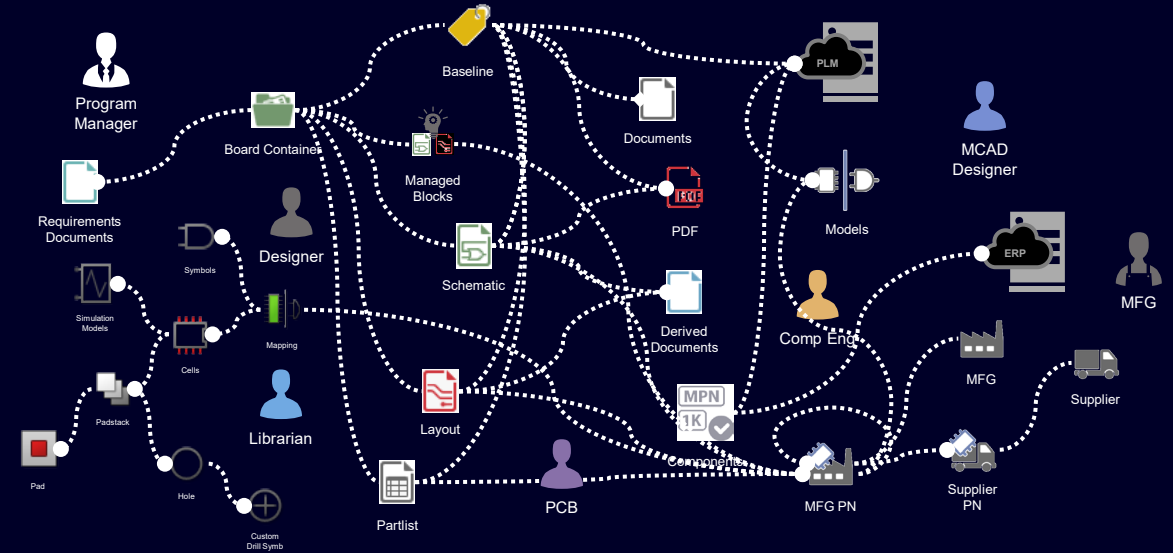 Program
Manager
Requirements
Documents
Board Container
Baseline
Managed
Blocks
Documents
PDF
PLM
MCAD
Designer
Models
ERP
MFG
Designer
Symbols
Simulation
Models
Mapping
Cells
Schematic
Derived
Documents
Comp Eng
MFG
Supplier
Padstack
Pad
Librarian
Layout
MPN
1K
Components
Hole
Custom
Drill Symb
Partlist
PCB
MFG PN
Supplier
PN